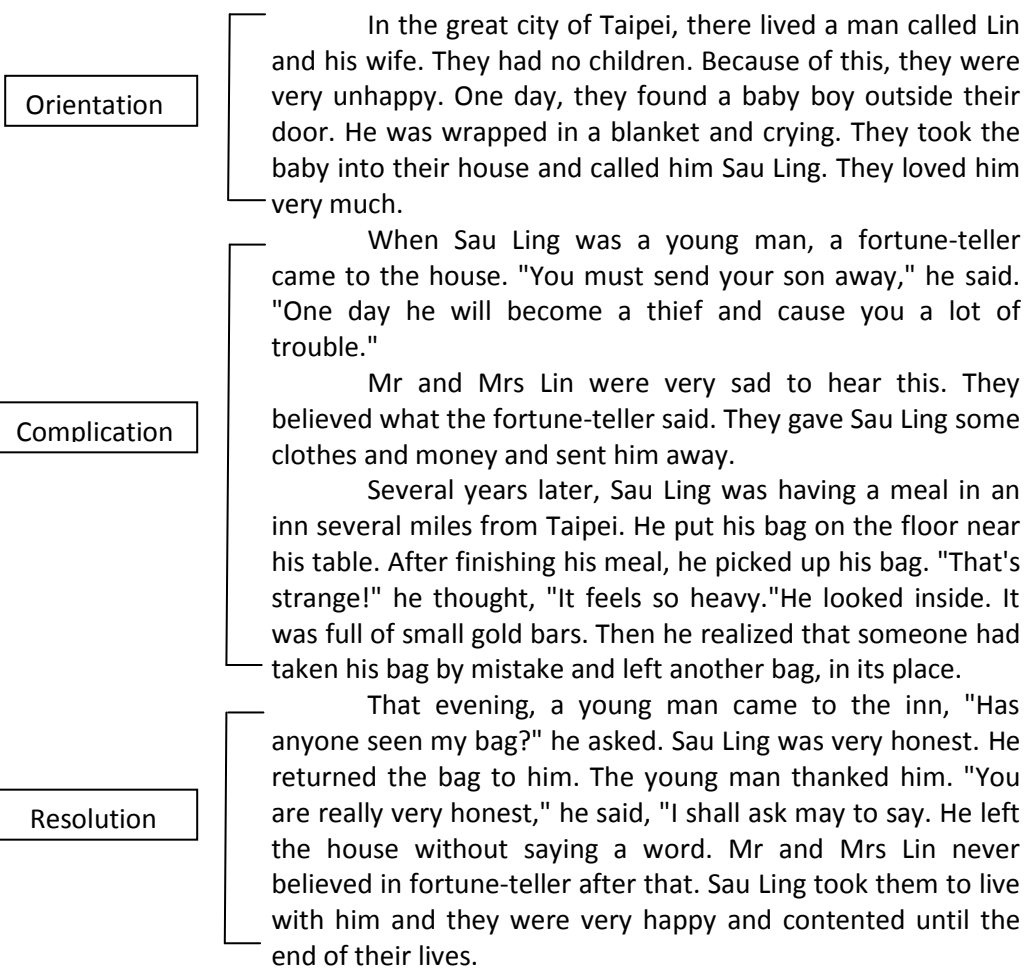 In the great city of Taipei, there lived a man called Lin
and his wife. They had no children. Because of this, they were
Orientation
very unhappy. One day, they found a baby boy outside their
door. He was wrapped in a blanket and crying. They took the
baby into their house and called him Sau Ling. They loved him
very much.
When Sau Ling was a young man, a fortune-teller
came to the house. "You must send your son away," he said.
"One day he will become a thief and cause you a lot of
trouble."
Mr and Mrs Lin were very sad to hear this. They
Complication
believed what the fortune-teller said. They gave Sau Ling some
clothes and money and sent him away.
Several years later, Sau Ling was having a meal in an
inn several miles from Taipei. He put his bag on the floor near
his table. After finishing his meal, he picked up his bag. "That's
strange!" he thought, "It feels so heavy."He looked inside. It
was full of small gold bars. Then he realized that someone had
taken his bag by mistake and left another bag, in its place.
That evening, a young man came to the inn, "Has
anyone seen my bag?" he asked. Sau Ling was very honest. He
returned the bag to him. The young man thanked him. "You
Resolution
are really very honest," he said, "I shall ask may to say. He left
the house without saying a word. Mr and Mrs Lin never
believed in fortune-teller after that. Sau Ling took them to live
with him and they were very happy and contented until the
end of their lives.